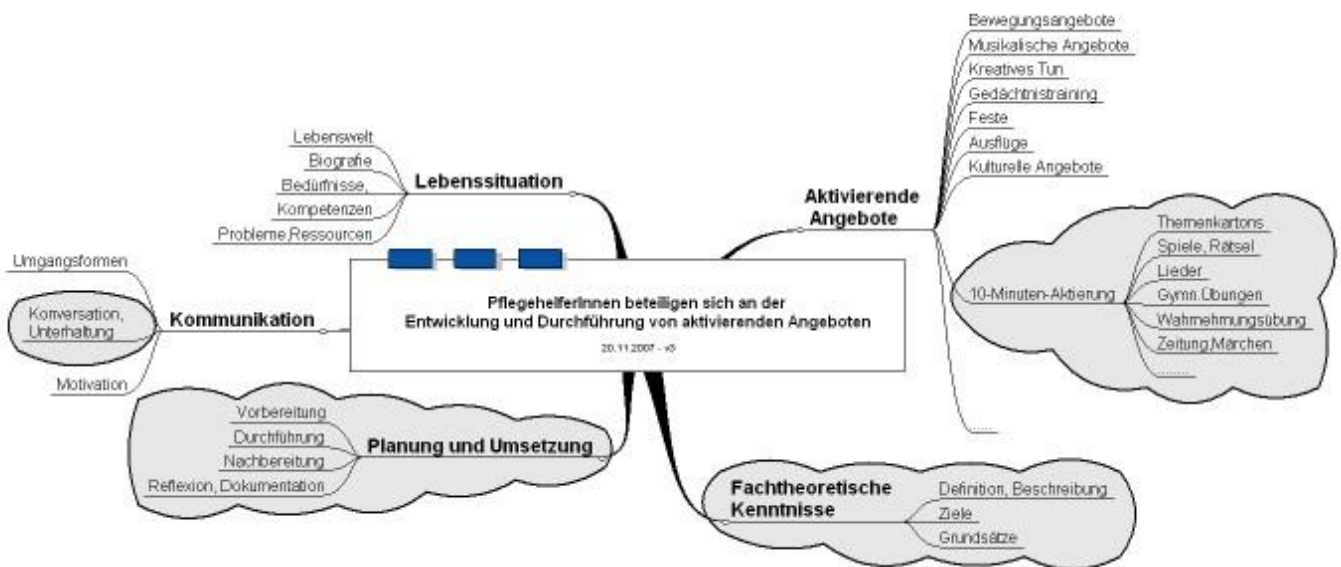 PflegehelferInnen beteiligen sich an der
Entwicklung und Durchführung von aktivierenden Angeboten
20.11.2007 - v3
Lebenssituation
Lebenswelt
Biografie
Bedürfnisse,
Kompetenzen
Probleme,Ressourcen
Kommunikation
Umgangsformen
Konversation,
Unterhaltung
Motivation
Planung und Umsetzung
Vorbereitung
Durchführung
Nachbereitung
Reflexion, Dokumentation
Aktivierende
Angebote
Bewegungsangebote
Musikalische Angebote
Kreatives Tun
Gedächtnistraining
Feste
Ausflüge
Kulturelle Angebote
10-Minuten-Aktierung
Themenkartons
Spiele, Rätsel
Lieder
Gymn.Übungen
Wahrnehmungsübung
Zeitung,Märchen
........
......
Fachtheoretische
Kenntnisse
Definition, Beschreibung
Ziele
Grundsätze